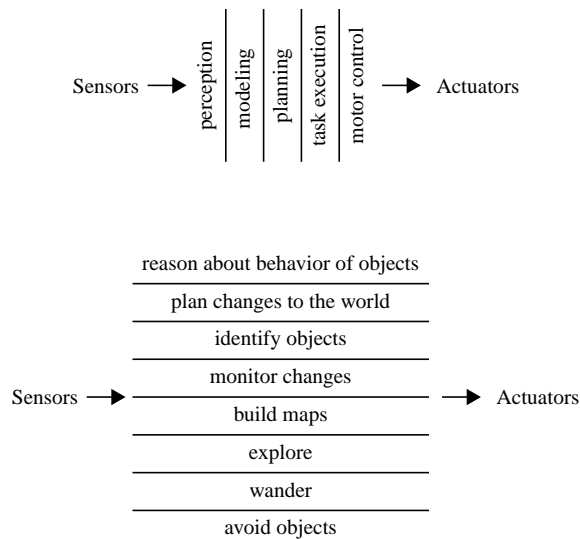 Sensors
perception
modeling
planning
task execution
motor control
Actuators
reason about behavior of objects
plan changes to the world
identify objects
monitor changes
Sensors
Actuators
build maps
explore
wander
avoid objects